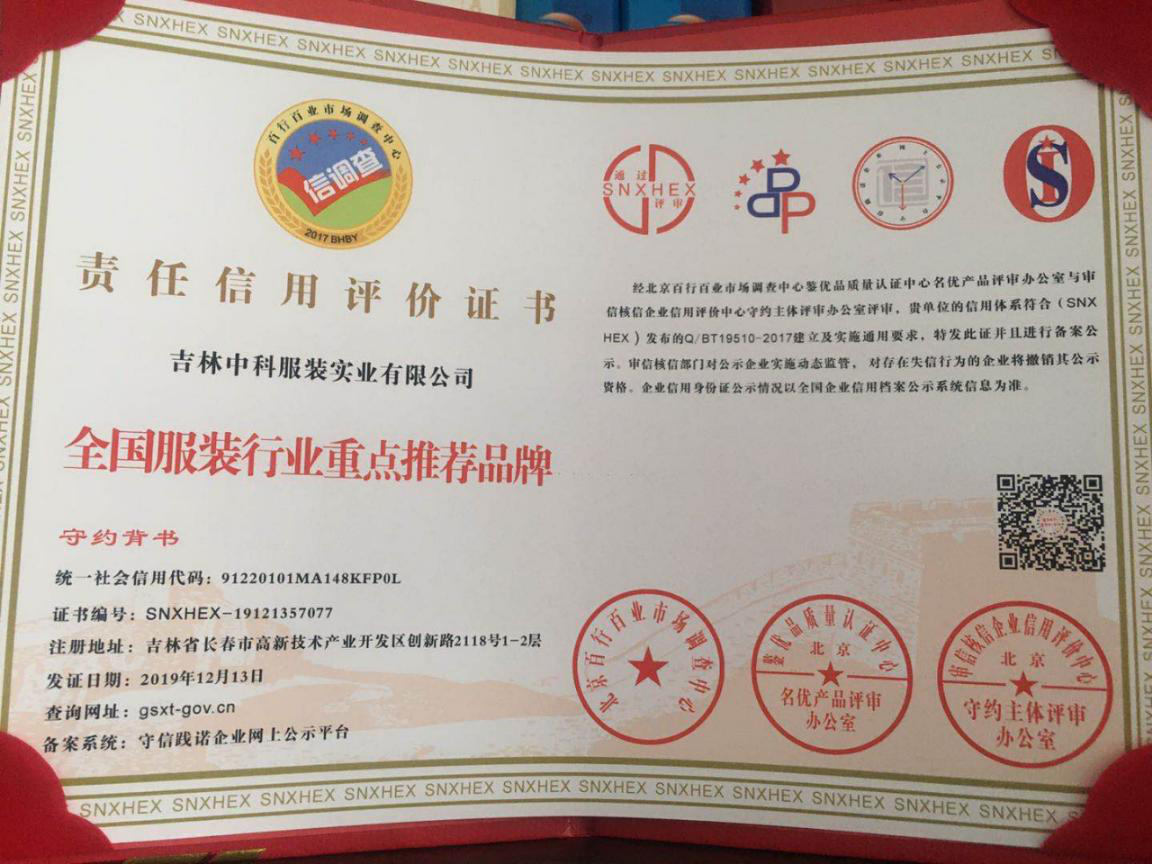 SNXHEX SNXHEX SNXHEX SNXHEX SNXHEX SNXHEX SNXHEX SNXHEX SNXHEX SNXHEX SNXHEX
百行百业市场调查中心
信调查
2017 BHBY
责任信用评价证书
吉林中科服装实业有限公司
全国服装行业重点推荐品牌
守约背书
统一社会信用代码：91220101MA148KFP0L
证书编号：SNXHEX-19121357077
注册地址：吉林省长春市高新技术产业开发区创新路2118号1-2层
发证日期：2019年12月13日
查询网址：gsxt-gov.cn
备案系统：守信践诺企业网上公示平台
通过
SNXHEX
评审
信
经北京百行百业市场调查中心鉴优品质量认证中心名优产品评审办公室与审
信核信企业信用评价中心守约主体评审办公室评审，贵单位的信用体系符合（SNX
HEX）发布的Q/BT19510-2017建立及实施通用要求，特发此证并且进行备案公
示。审信核信部门对公示企业实施动态监管，对存在失信行为的企业将撤销其公示
资格。企业信用身份证公示情况以全国企业信用档案公示系统信息为准。
北京百行百业市场调查中心
鉴优品质量认证中心
北京
名优产品评审
办公室
审信核信企业信用评价中心
北京
守约主体评审
办公室
SNXHEX SNXHEX SNXHEX SNXHEX SNXHEX SNXHEX SNXHEX SNXHEX SNXHEX SNXHEX